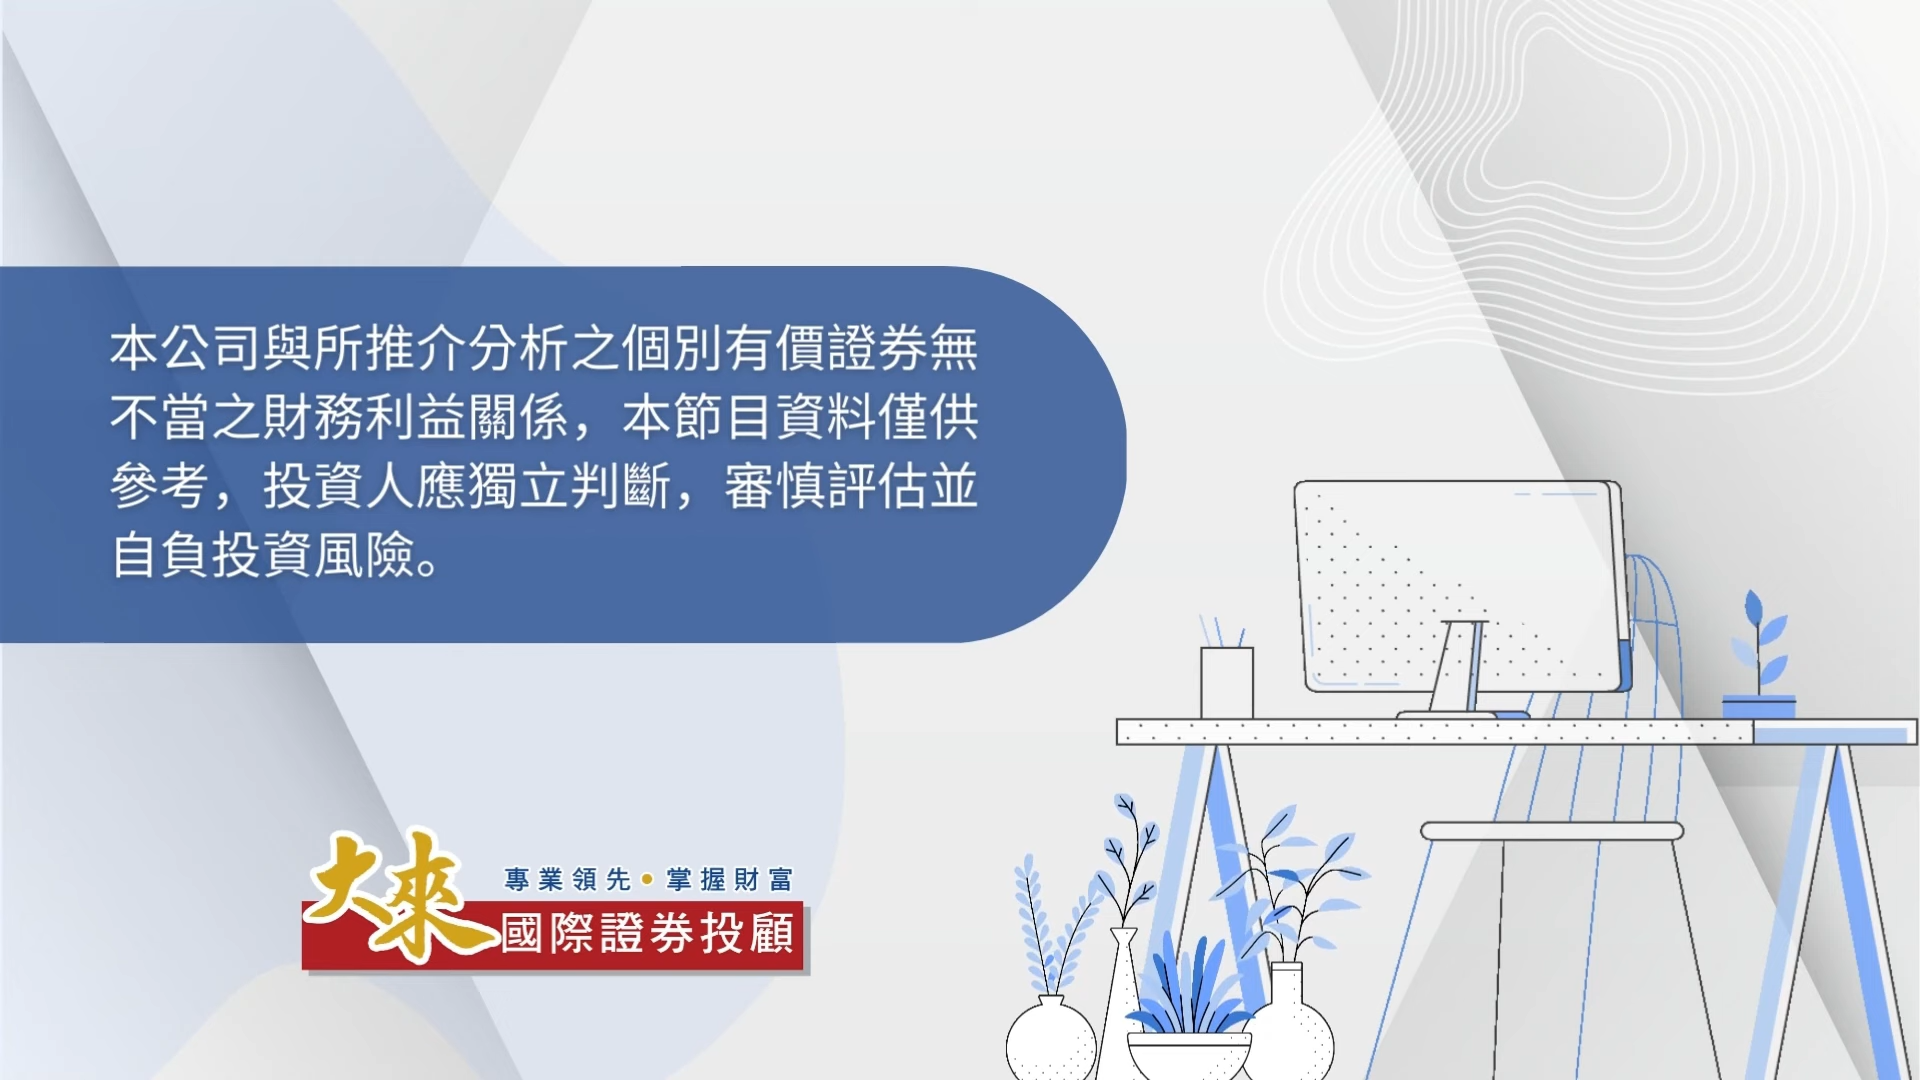 本公司與所推介分析之個別有價證券無
不當之財務利益關係，本節目資料僅供
參考，投資人應獨立判斷，審慎評估並
自負投資風險。
專業領先•掌握財富
大來國際證券投顧